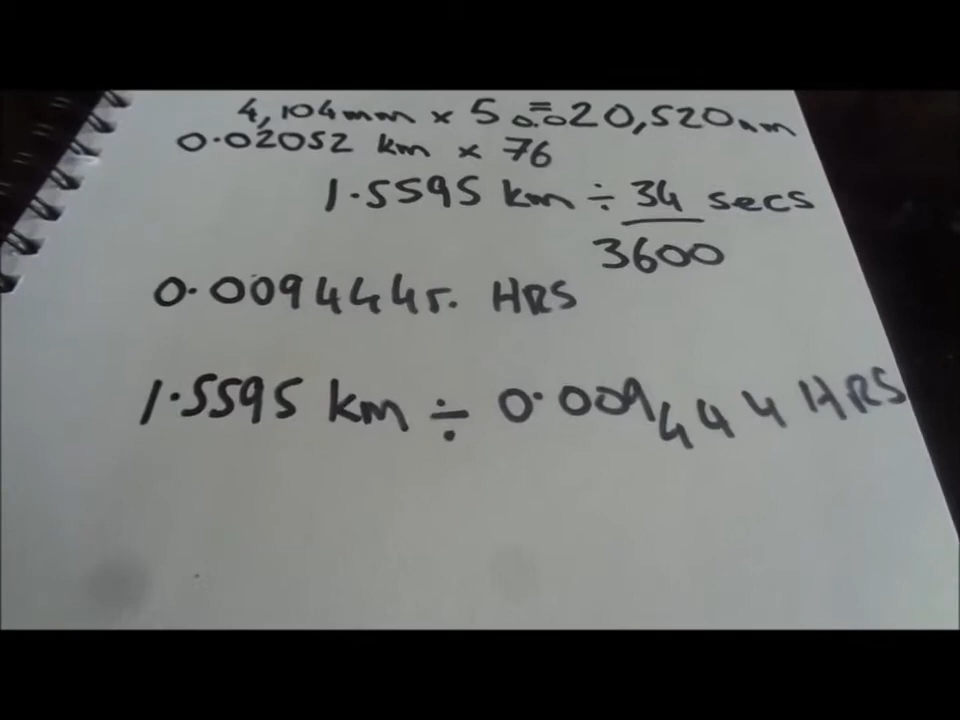 4,104mm × 5 = 20,520mm
0.02052 km × 76
1.5595 km ÷ 34 secs
3600
0.009444r. HRS
1.5595 km ÷ 0.009444 HRS